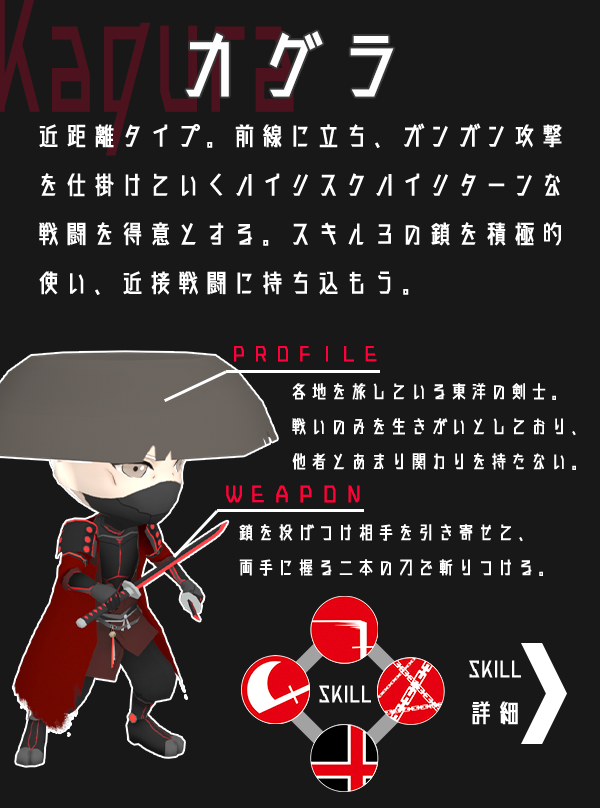 Kagura
カグラ
近距離タイプ。前線に立ち、ガンガン攻撃
を仕掛けていくハイリスクハイリターンな
戦闘を得意とする。スキル3の鎖を積極的
使い、近接戦闘に持ち込もう。
PROFILE
各地を旅している東洋の剣士。
戦いのみを生きがいとしており、
他者とあまり関わりを持たない。
WEAPON
鎖を投げつけ相手を引き寄せて、
両手に握る二本の刀で斬りつける。
SKILL
SKILL
詳細